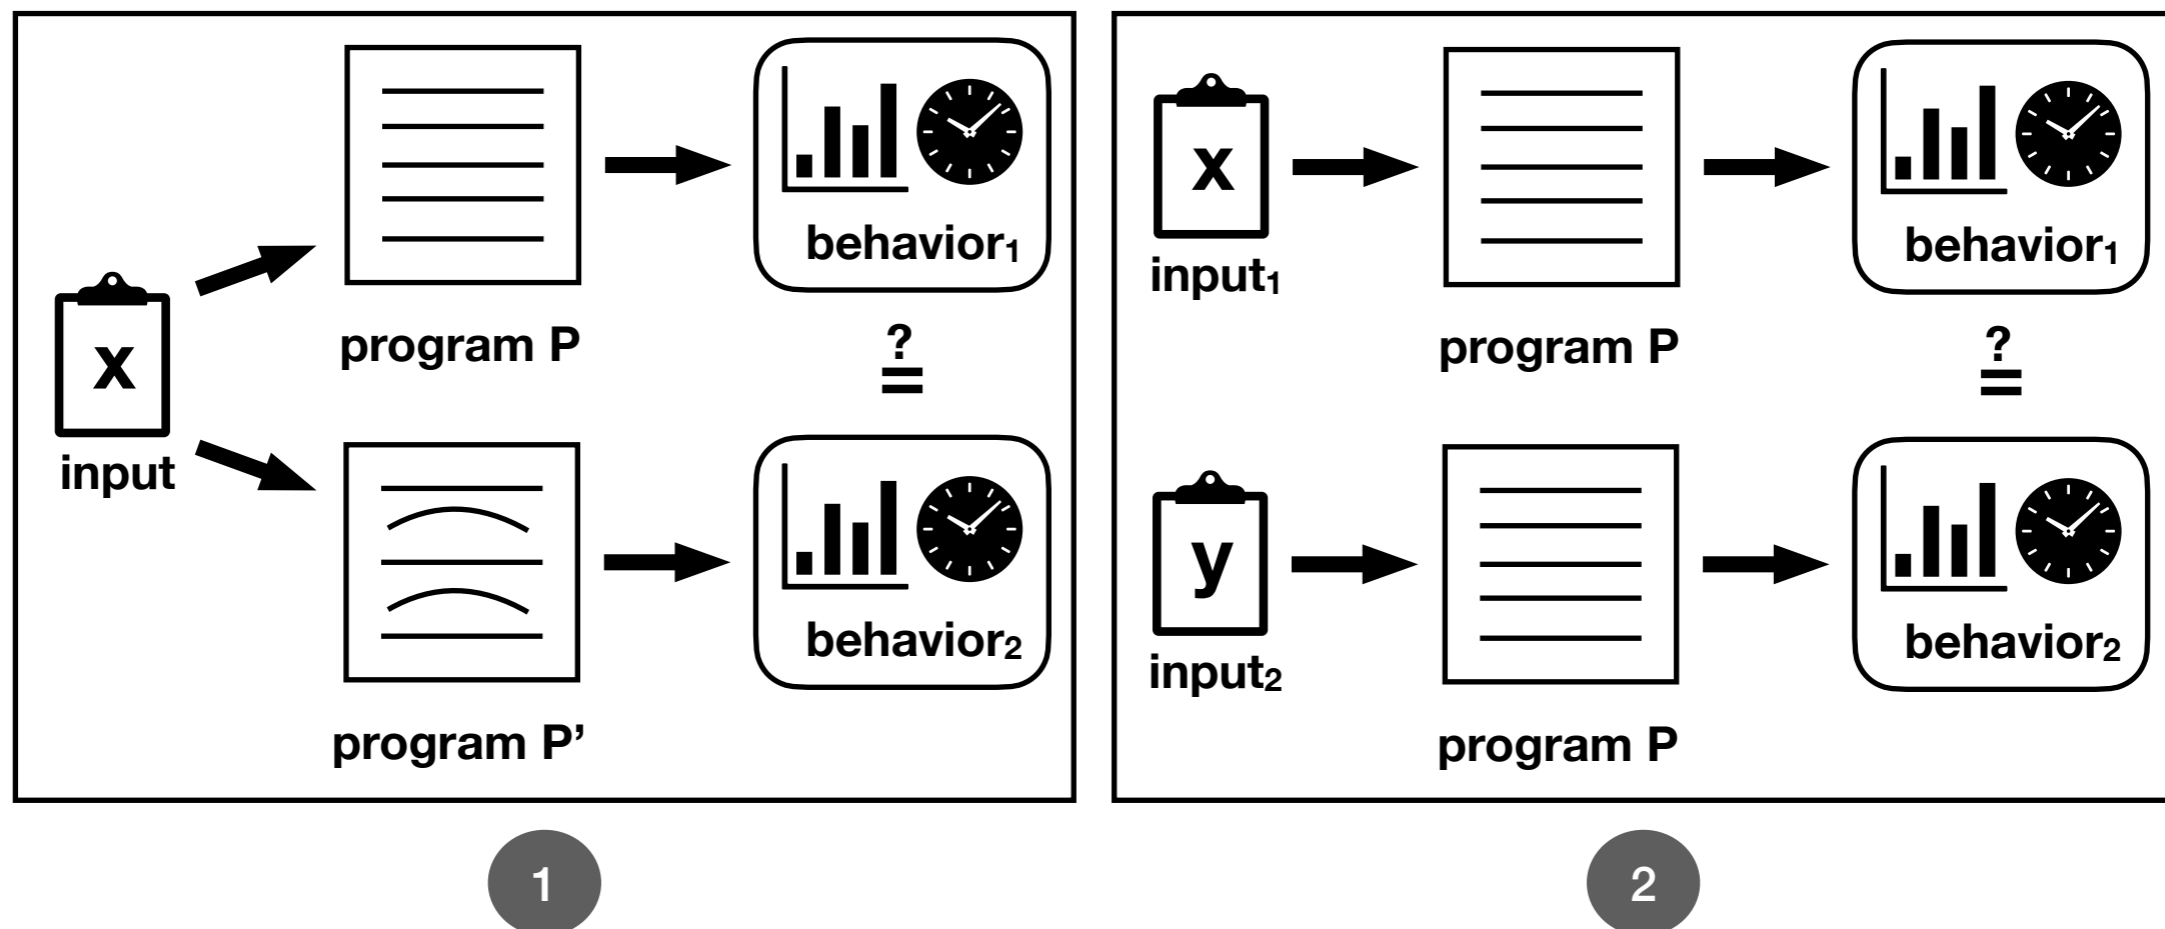 x
input
program P
behavior₁
?
=
program P’
behavior₂
1
x
input₁
program P
behavior₁
?
=
y
input₂
program P
behavior₂
2